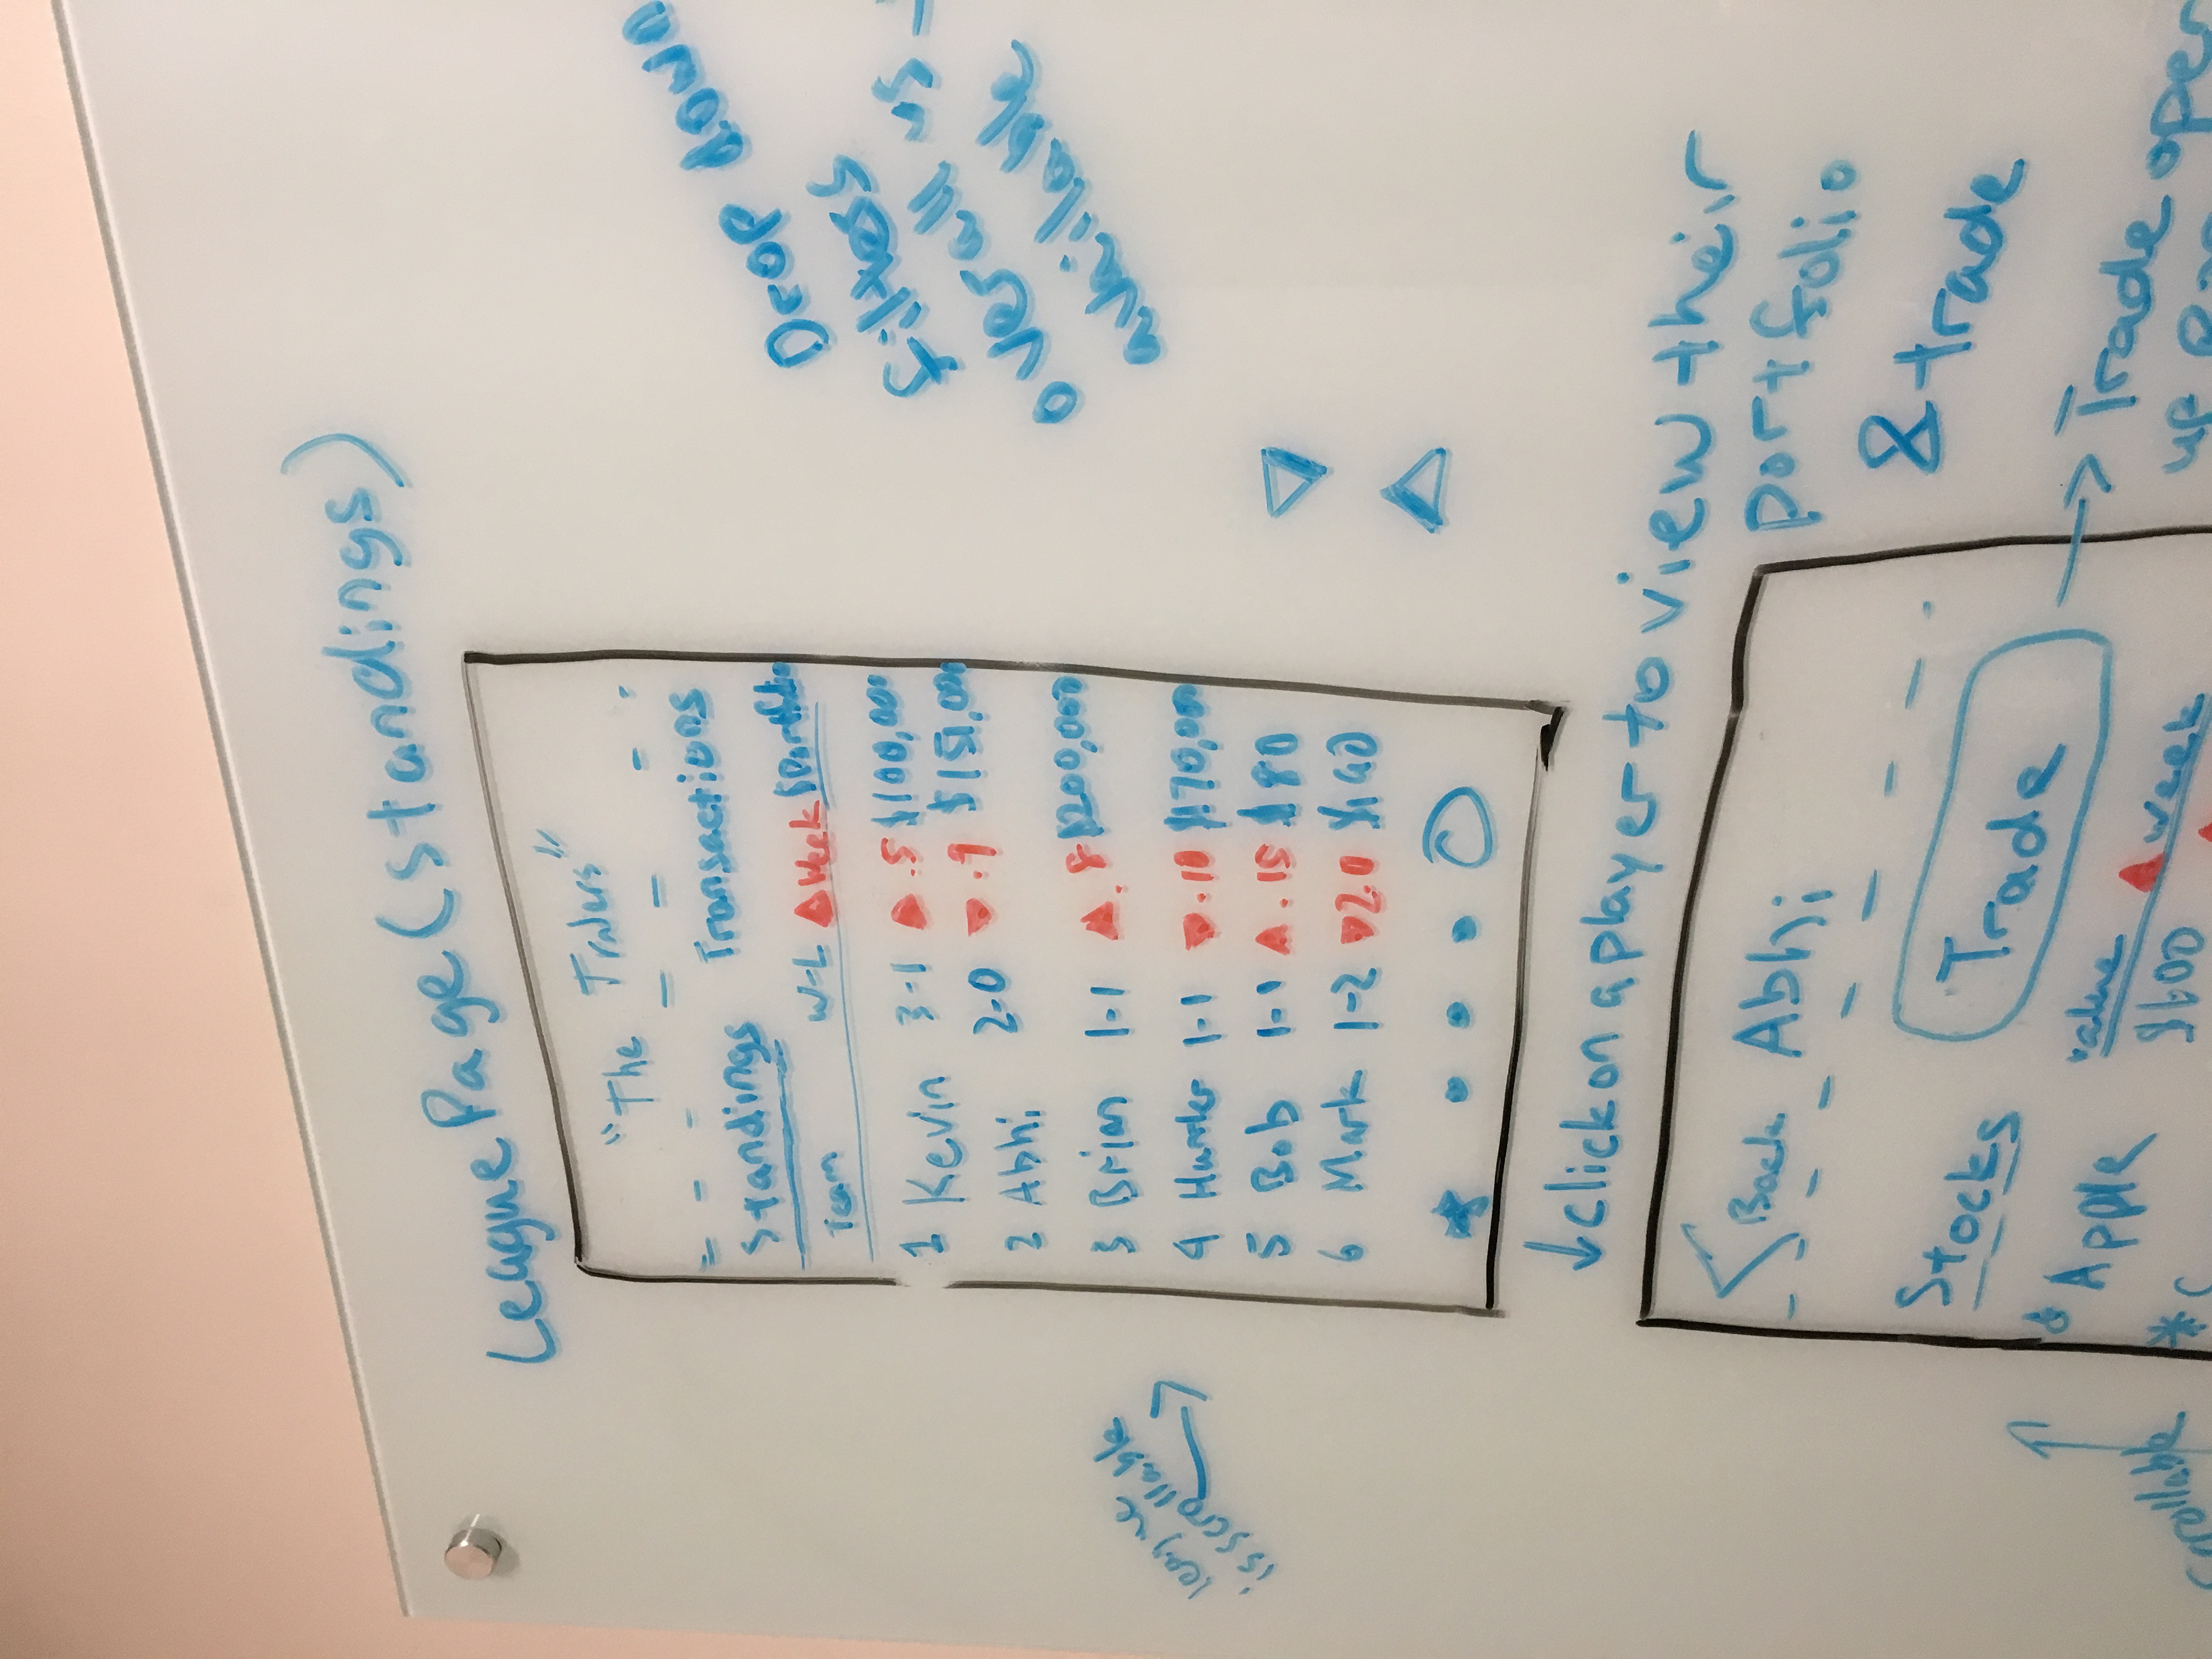 League Page (standings)
"The Traders"
Standings Transactions
Team W-L ▲Week $Portfolio
1 Kevin 3-1 ▲ .5 $100,000
2 Abhi 2-0 ▼ .9 $151,000
3 Brian 1-1 ▲ .8 $200,000
4 Hunter 1-1 ▼ .10 $170,000
5 Bob 1-1 ▲ .15 $80
6 Mark 1-2 ▼ 2.0 $140
league
is scrollable
Drop down
filters
overall vs
available
↓ click on a player to view their
portfolio
& trade
< Back Abhi
Stocks Trade
* Apple value ▲ week
$600
Trade open
up
scrollable